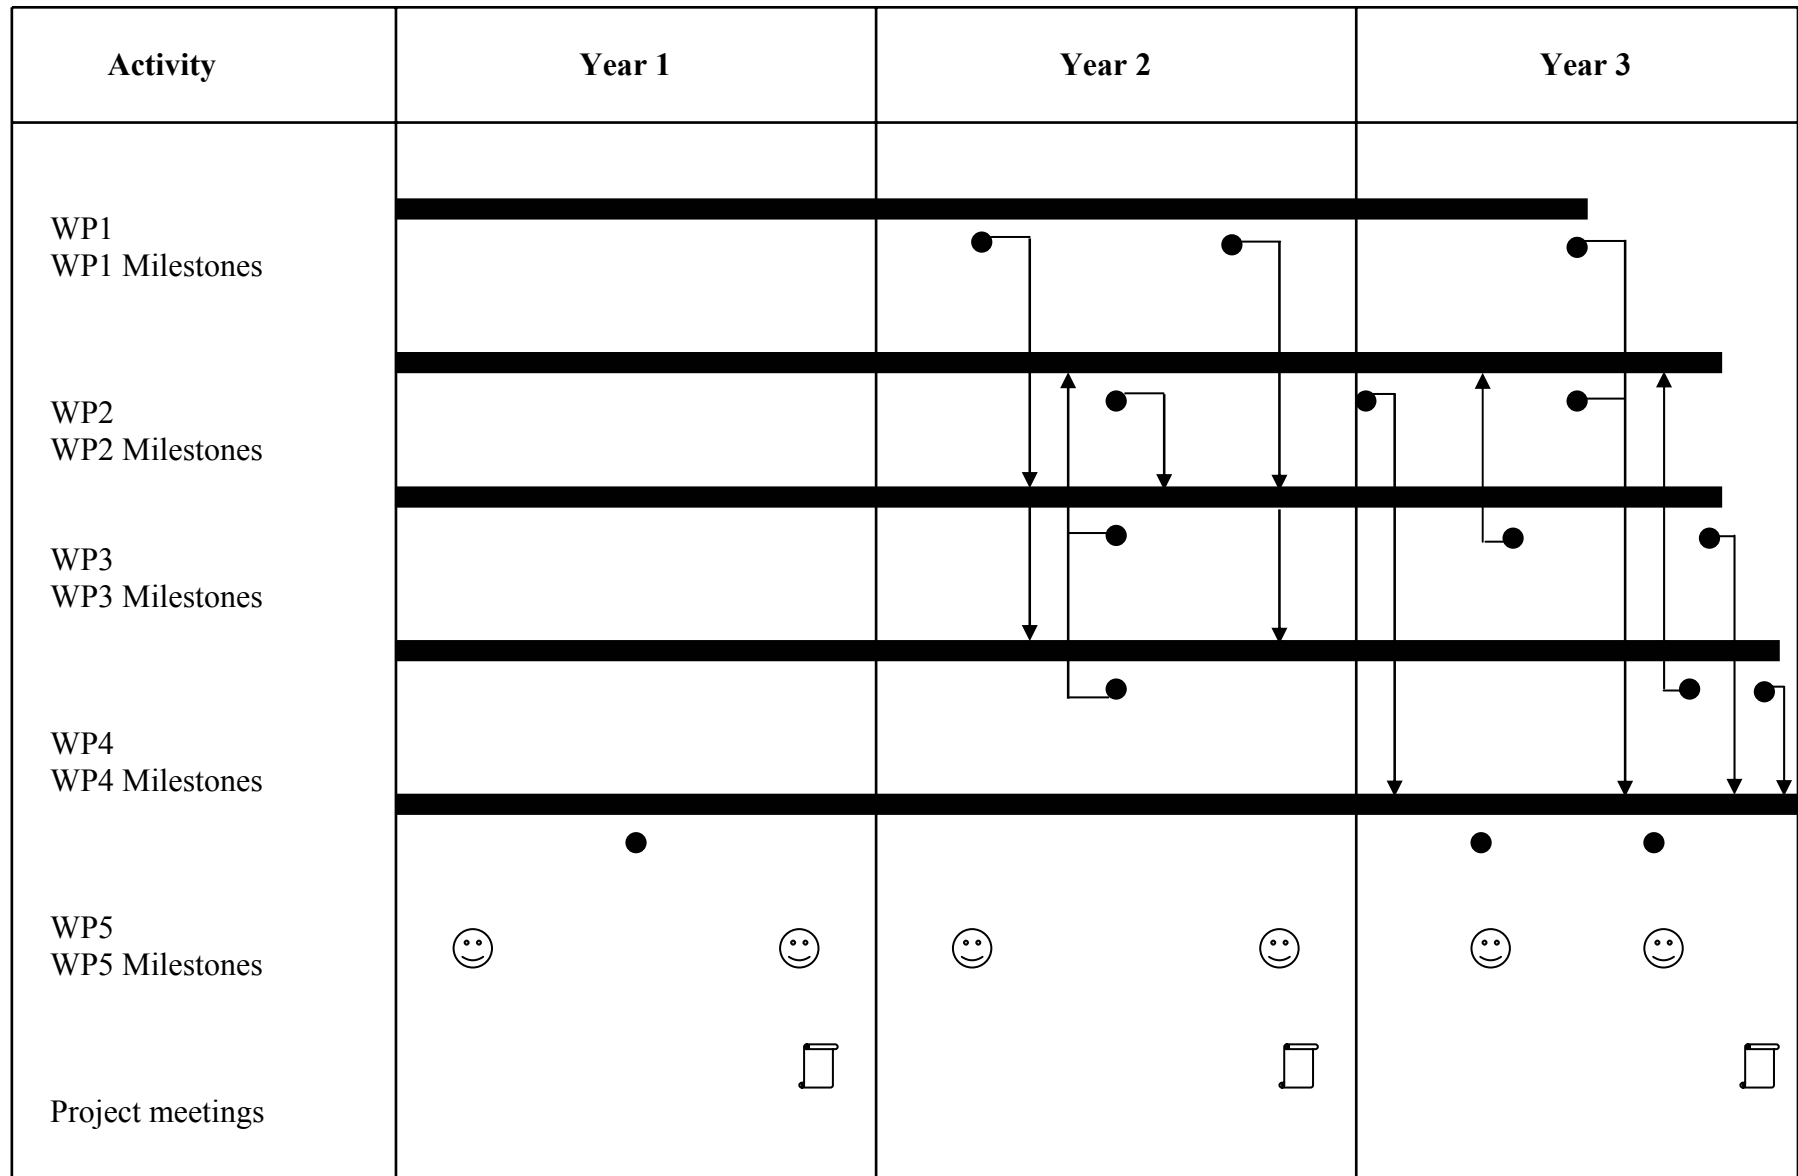 Activity
Year 1
Year 2
Year 3
WP1
WP1 Milestones
WP2
WP2 Milestones
WP3
WP3 Milestones
WP4
WP4 Milestones
WP5
WP5 Milestones
Project meetings